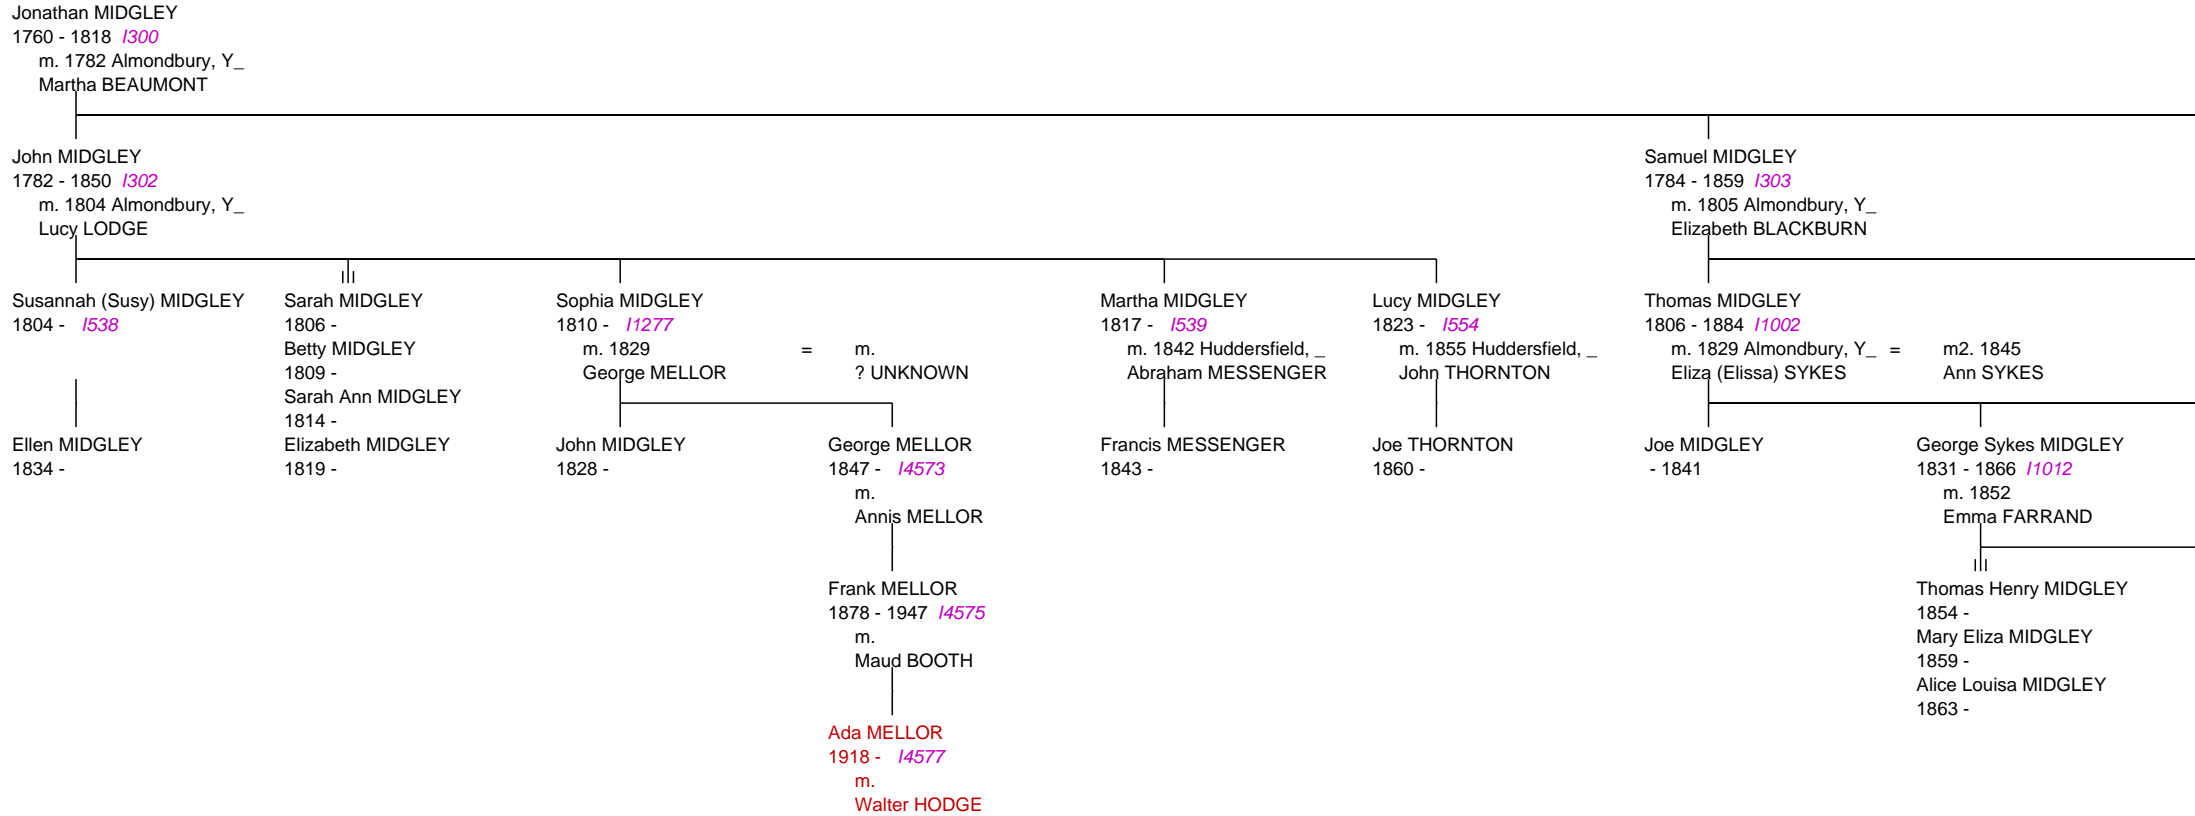 Jonathan MIDGLEY
1760 - 1818 I300
m. 1782 Almondbury, Y_
Martha BEAUMONT
John MIDGLEY
1782 - 1850 I302
m. 1804 Almondbury, Y_
Lucy LODGE
Samuel MIDGLEY
1784 - 1859 I303
m. 1805 Almondbury, Y_
Elizabeth BLACKBURN
Susannah (Susy) MIDGLEY
1804 - I538
Sarah MIDGLEY
1806 -
Betty MIDGLEY
1809 -
Sarah Ann MIDGLEY
1814 -
Elizabeth MIDGLEY
1819 -
Sophia MIDGLEY
1810 - I1277
m. 1829 = m.
George MELLOR ? UNKNOWN
Martha MIDGLEY
1817 - I539
m. 1842 Huddersfield, _
Abraham MESSENGER
Lucy MIDGLEY
1823 - I554
m. 1855 Huddersfield, _
John THORNTON
Thomas MIDGLEY
1806 - 1884 I1002
m. 1829 Almondbury, Y_ = m2. 1845
Eliza (Elissa) SYKES Ann SYKES
Ellen MIDGLEY
1834 -
John MIDGLEY
1828 -
George MELLOR
1847 - I4573
m.
Annis MELLOR
Francis MESSENGER
1843 -
Joe THORNTON
1860 -
Joe MIDGLEY
- 1841
George Sykes MIDGLEY
1831 - 1866 I1012
m. 1852
Emma FARRAND
Frank MELLOR
1878 - 1947 I4575
m.
Maud BOOTH
Thomas Henry MIDGLEY
1854 -
Mary Eliza MIDGLEY
1859 -
Alice Louisa MIDGLEY
1863 -
Ada MELLOR
1918 - I4577
m.
Walter HODGE